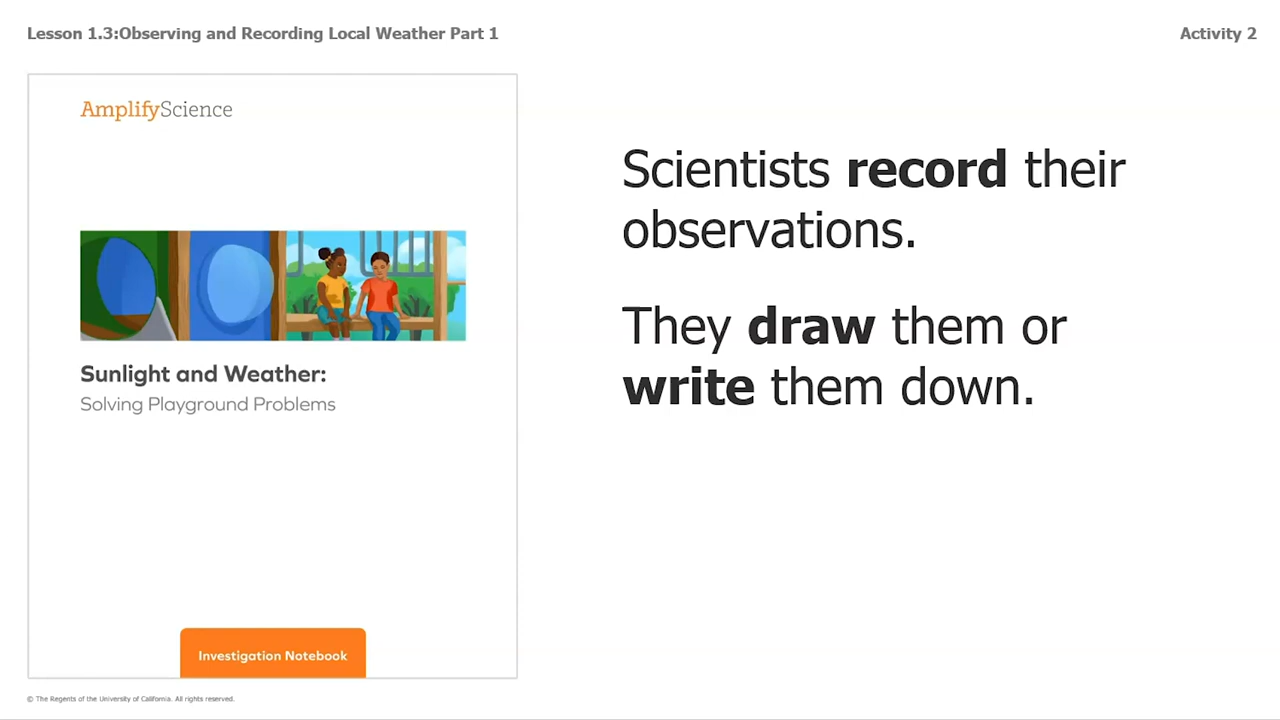 Lesson 1.3:Observing and Recording Local Weather Part 1
Activity 2
AmplifyScience
Sunlight and Weather:
Solving Playground Problems
Investigation Notebook
Scientists record their
observations.
They draw them or
write them down.
© The Regents of the University of California. All rights reserved.